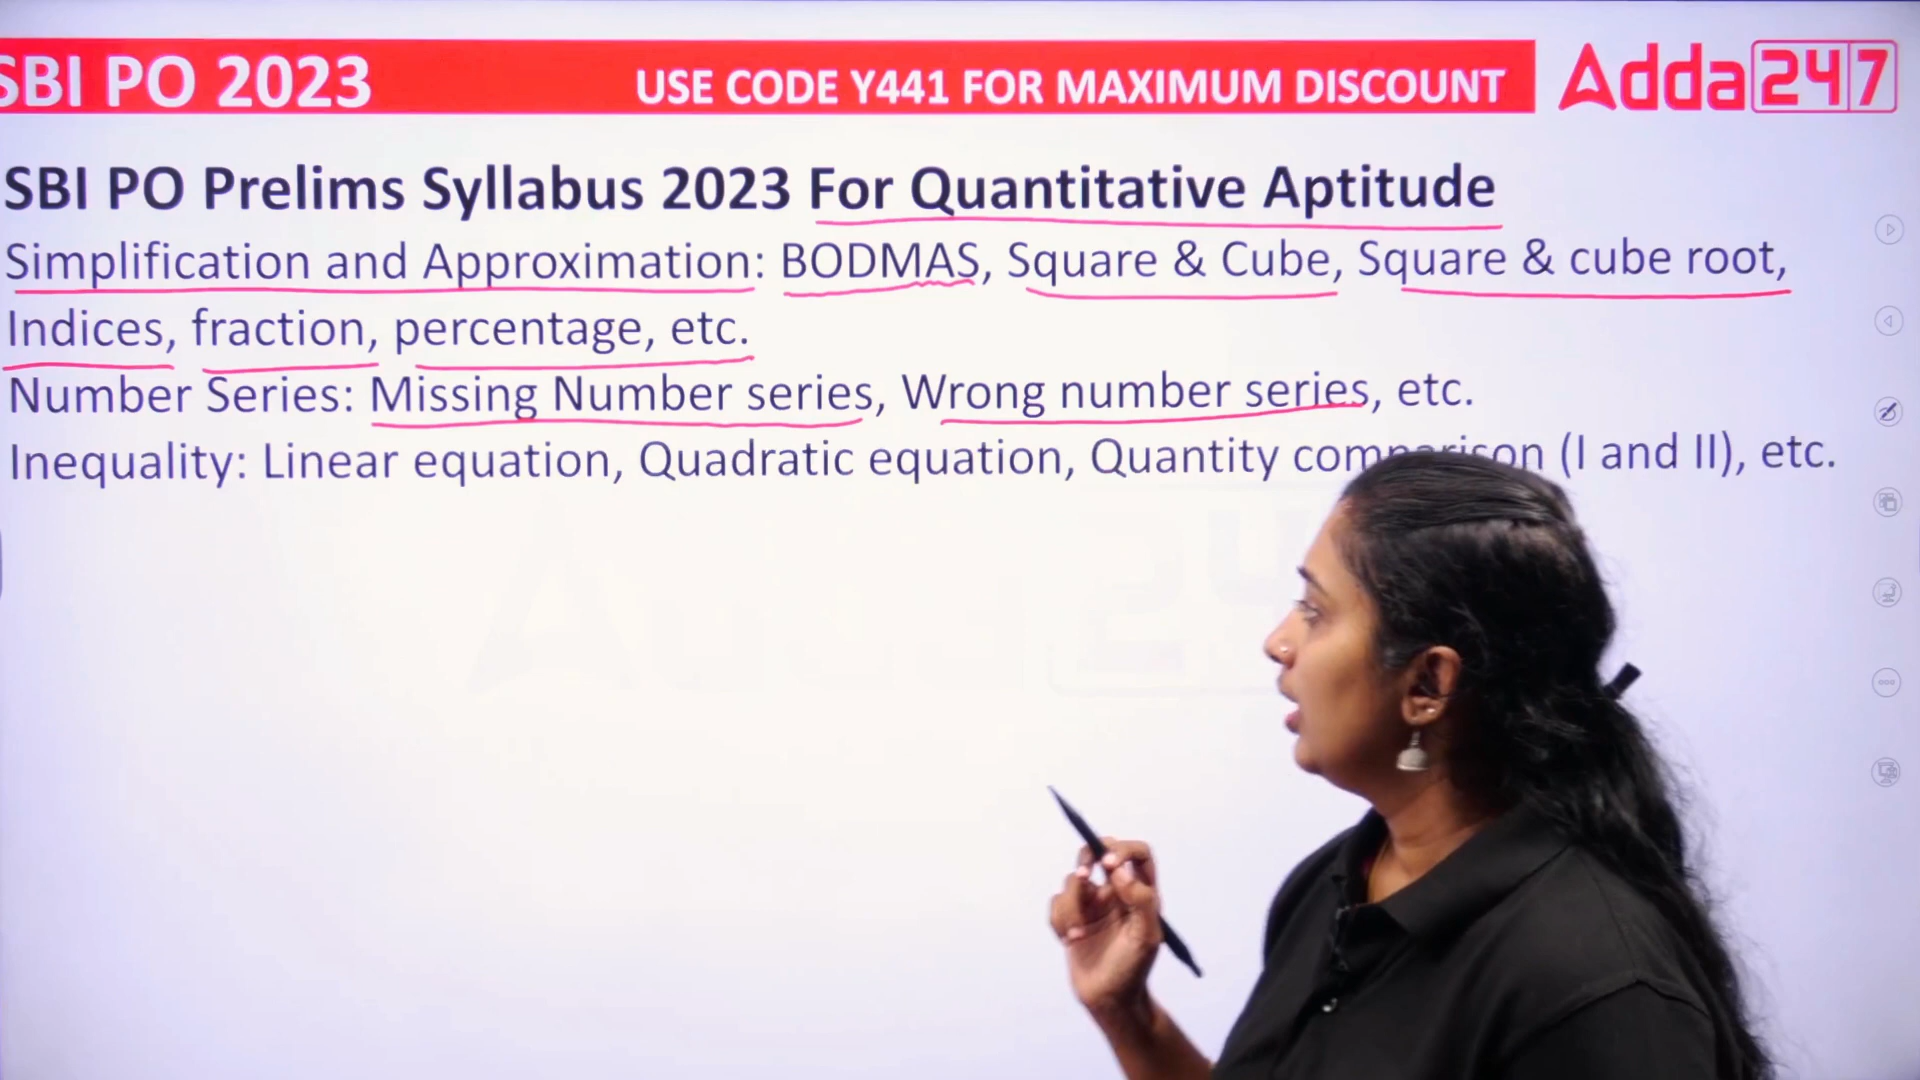 SBI PO 2023
USE CODE Y441 FOR MAXIMUM DISCOUNT
Adda247
SBI PO Prelims Syllabus 2023 For Quantitative Aptitude
Simplification and Approximation: BODMAS, Square & Cube, Square & cube root,
Indices, fraction, percentage, etc.
Number Series: Missing Number series, Wrong number series, etc.
Inequality: Linear equation, Quadratic equation, Quantity comparison (I and II), etc.